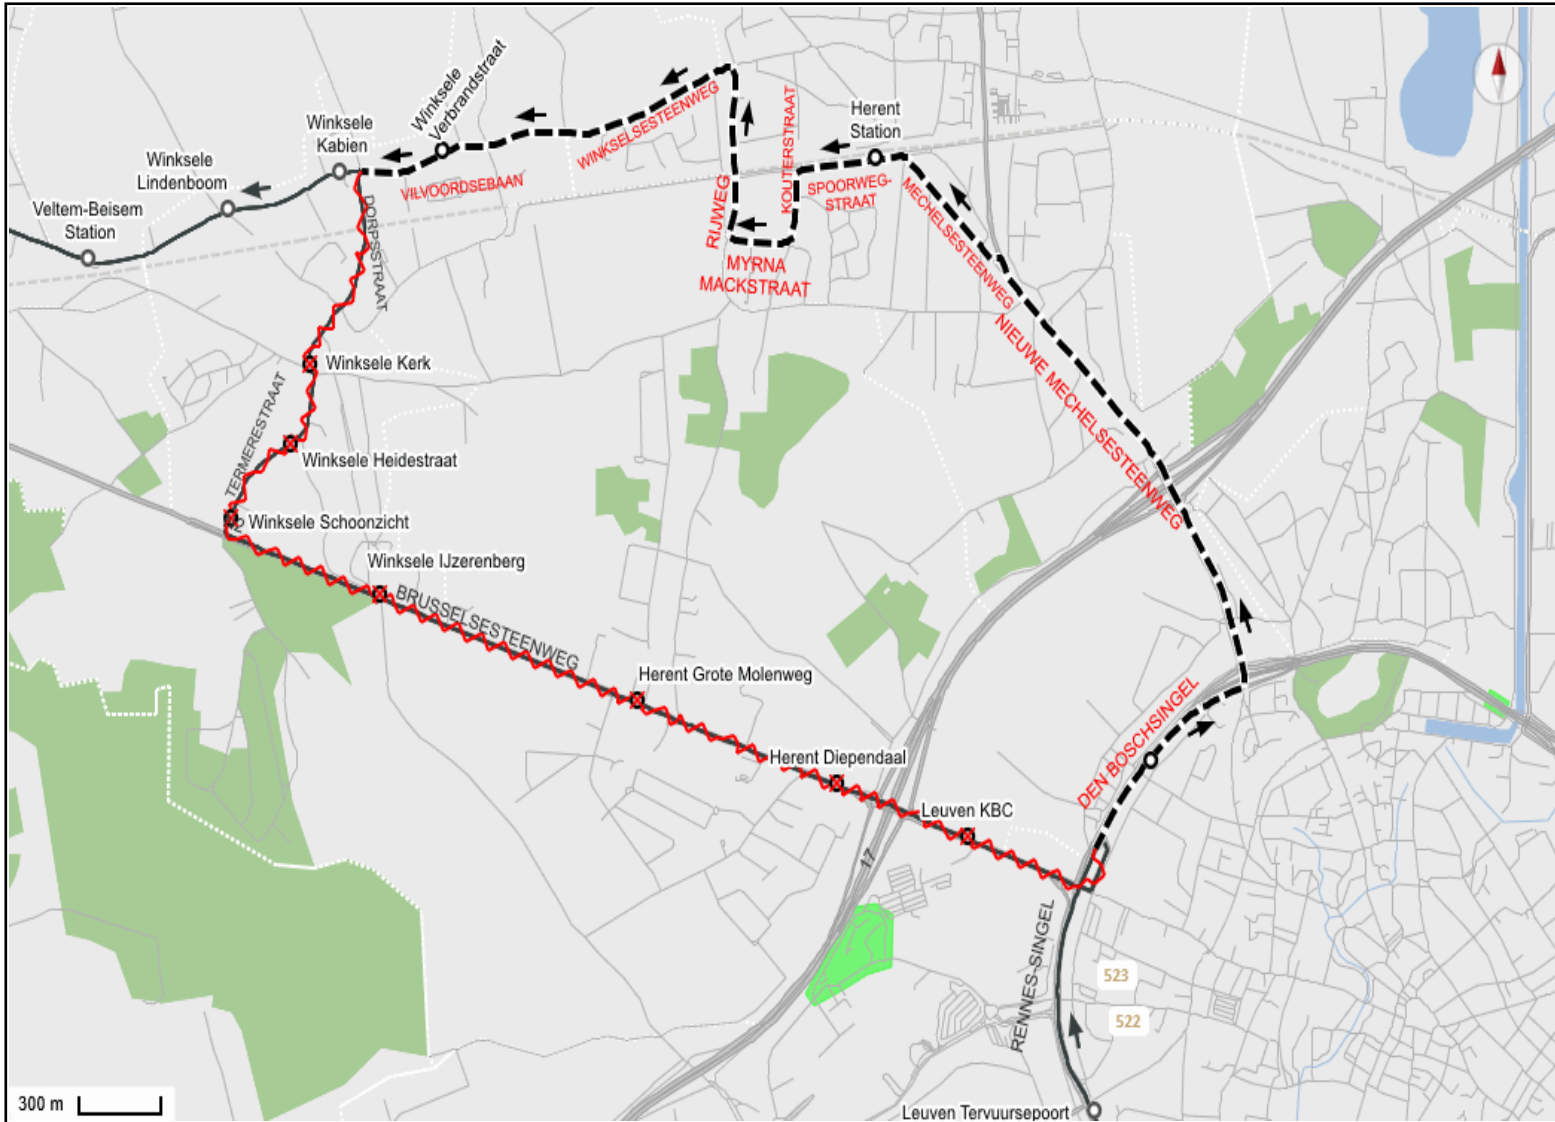 Winksele
Verbrandstraat
Winksele
Kabien
Herent
Station
Winksele
Lindenboom
Veltem-Beisem
Station
WINKSELSESTEENWEG
KOUTERSTRAAT
VILVOORDSEBAAN
SPOORWEG-
STRAAT
MECHELSESTEENWEG
DORPSSTRAAT
RIJWEG
MYRNA
MACKSTRAAT
NIEUWE MECHELSESTEENWEG
Winksele Kerk
TERMERESTRAAT
Winksele Heidestraat
Winksele Schoonzicht
Winksele IJzerenberg
BRUSSELSESTEENWEG
Herent Grote Molenweg
DEN BOSCHSINGEL
Herent Diependaal
Leuven KBC
17
RENNES-SINGEL
523
522
300 m
Leuven Tervuursepoort